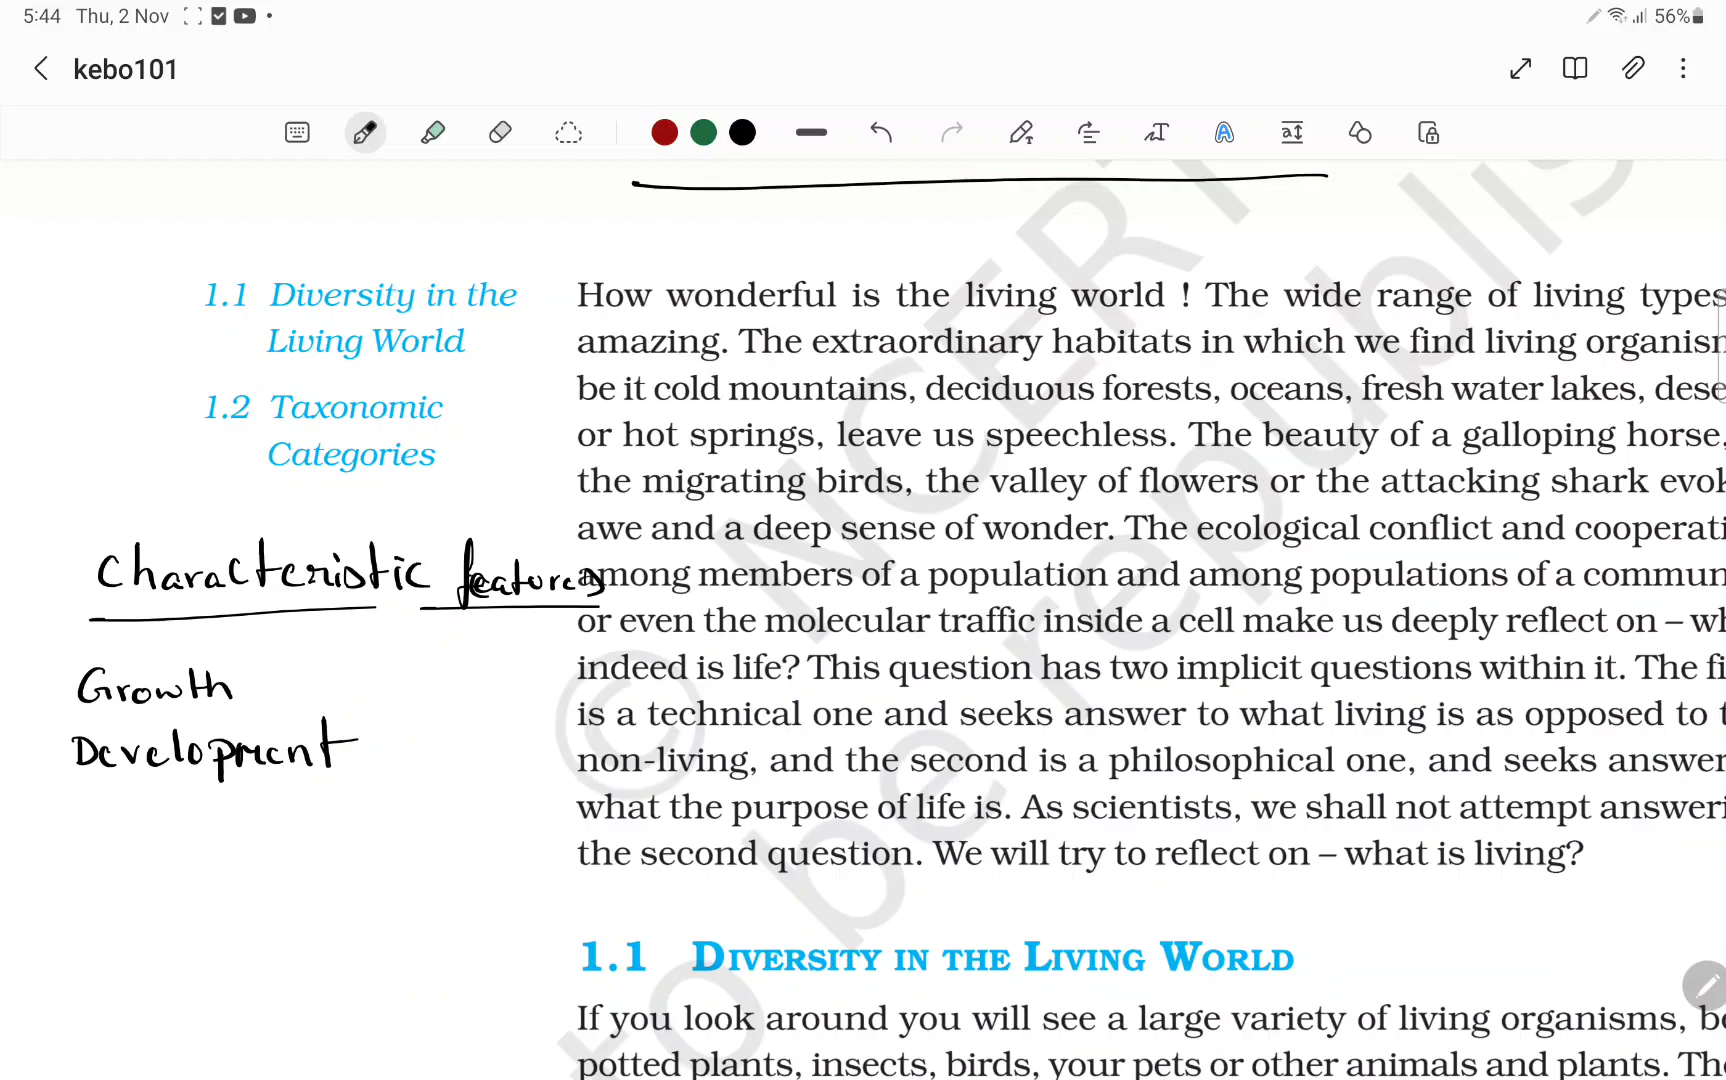 5:44 Thu, 2 Nov 56%
kebo101
1.1 Diversity in the
Living World
1.2 Taxonomic
Categories
Characteristic features
Growth
Development
How wonderful is the living world ! The wide range of living types
amazing. The extraordinary habitats in which we find living
be it cold mountains, deciduous forests, oceans, fresh water lakes,
or hot springs, leave us speechless. The beauty of a galloping horse,
the migrating birds, the valley of flowers or the attacking shark
awe and a deep sense of wonder. The ecological conflict and
among members of a population and among populations of a
or even the molecular traffic inside a cell make us deeply reflect on –
indeed is life? This question has two implicit questions within it. The
is a technical one and seeks answer to what living is as opposed to
non-living, and the second is a philosophical one, and seeks answer
what the purpose of life is. As scientists, we shall not attempt
the second question. We will try to reflect on – what is living?
1.1 DIVERSITY IN THE LIVING WORLD
If you look around you will see a large variety of living organisms,
potted plants, insects, birds, your pets or other animals and plants.
© NCERT
to be republis